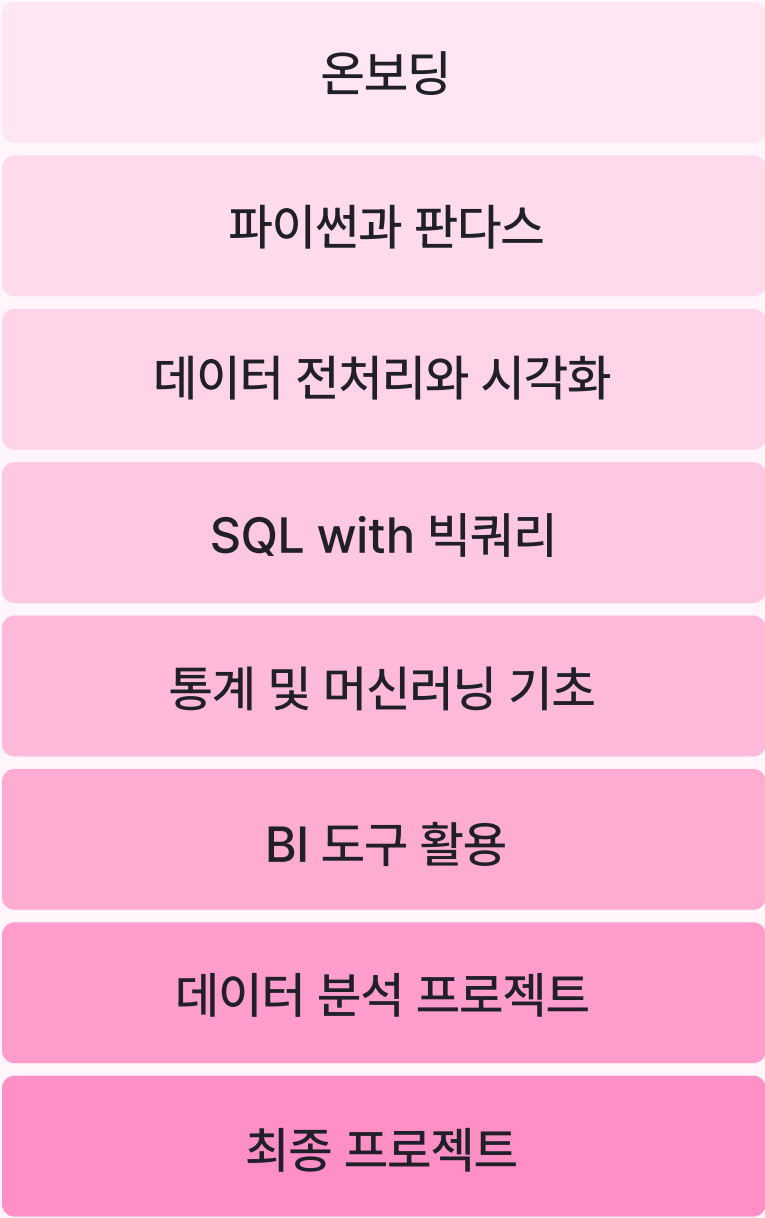 온보딩
파이썬과 판다스
데이터 전처리와 시각화
SQL with 빅쿼리
통계 및 머신러닝 기초
BI 도구 활용
데이터 분석 프로젝트
최종 프로젝트